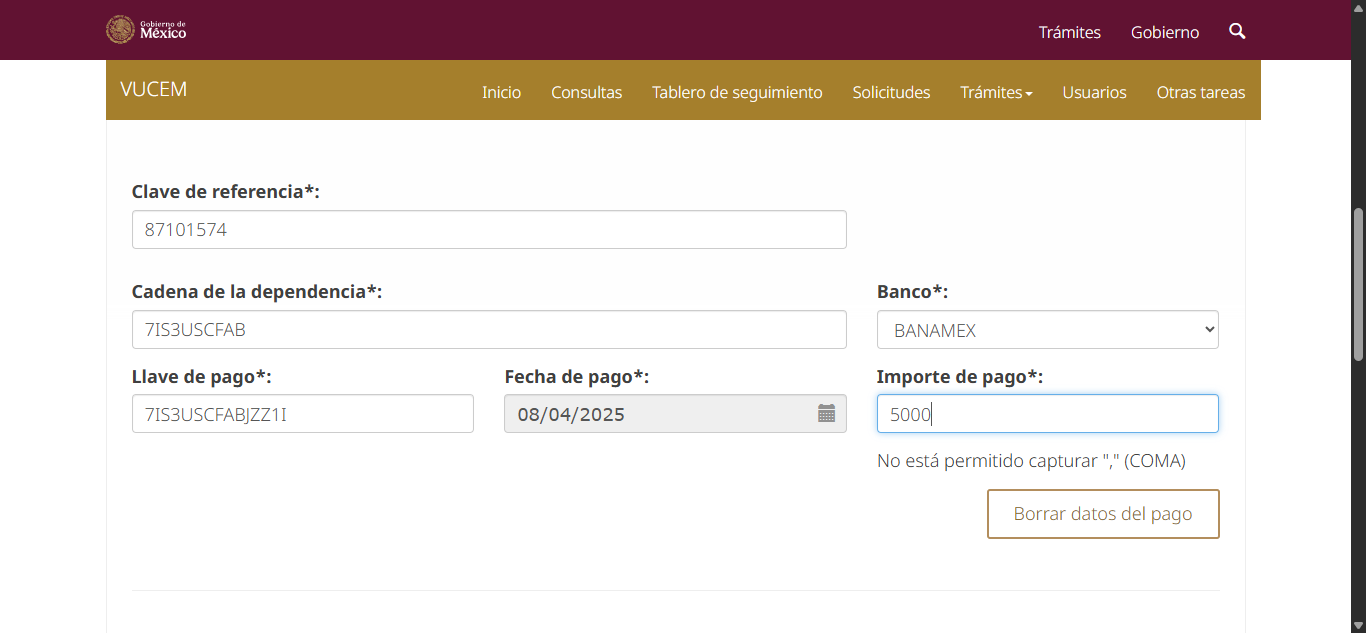 Gobierno de
México
Trámites Gobierno
VUCEM
Inicio Consultas Tablero de seguimiento Solicitudes Trámites Usuarios Otras tareas
Clave de referencia*:
87101574
Cadena de la dependencia*: Banco*:
7IS3USCFAB BANAMEX
Llave de pago*: Fecha de pago*: Importe de pago*:
7IS3USCFABJZZ1I 08/04/2025 5000
No está permitido capturar "," (COMA)
Borrar datos del pago